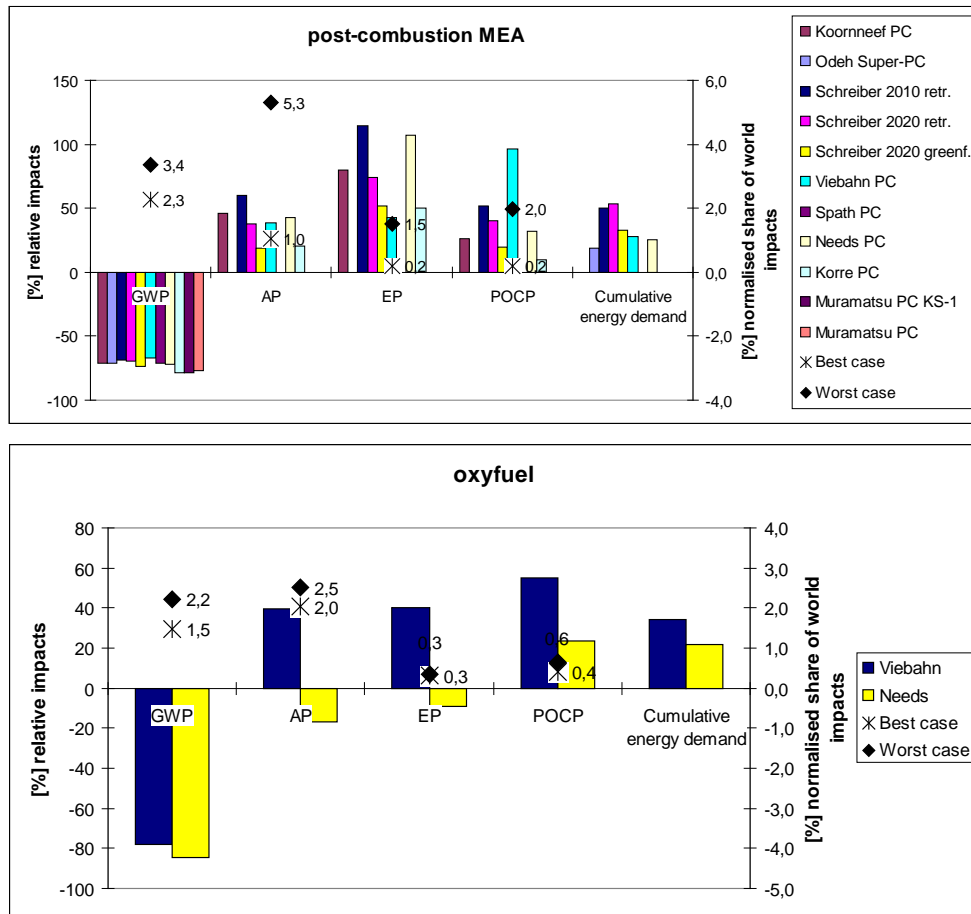 post-combustion MEA
[%] relative impacts
150
100
50
0
-50
-100
3,4
2,3
5,3
1,0
1,5
0,2
2,0
0,2
GWP
AP
EP
POCP
Cumulative
energy demand
6,0
4,0
2,0
0,0
-2,0
-4,0
[%] normalised share of world
impacts
Koornneef PC
Odeh Super-PC
Schreiber 2010 retr.
Schreiber 2020 retr.
Schreiber 2020 greenf.
Viebahn PC
Spath PC
Needs PC
Korre PC
Muramatsu PC KS-1
Muramatsu PC
Best case
Worst case
oxyfuel
[%] relative impacts
80
60
40
20
0
-20
-40
-60
-80
-100
2,2
1,5
2,5
2,0
0,3
0,3
0,6
0,4
GWP
AP
EP
POCP
Cumulative
energy demand
4,0
3,0
2,0
1,0
0,0
-1,0
-2,0
-3,0
-4,0
-5,0
[%] normalised share of world
impacts
Viebahn
Needs
Best case
Worst case